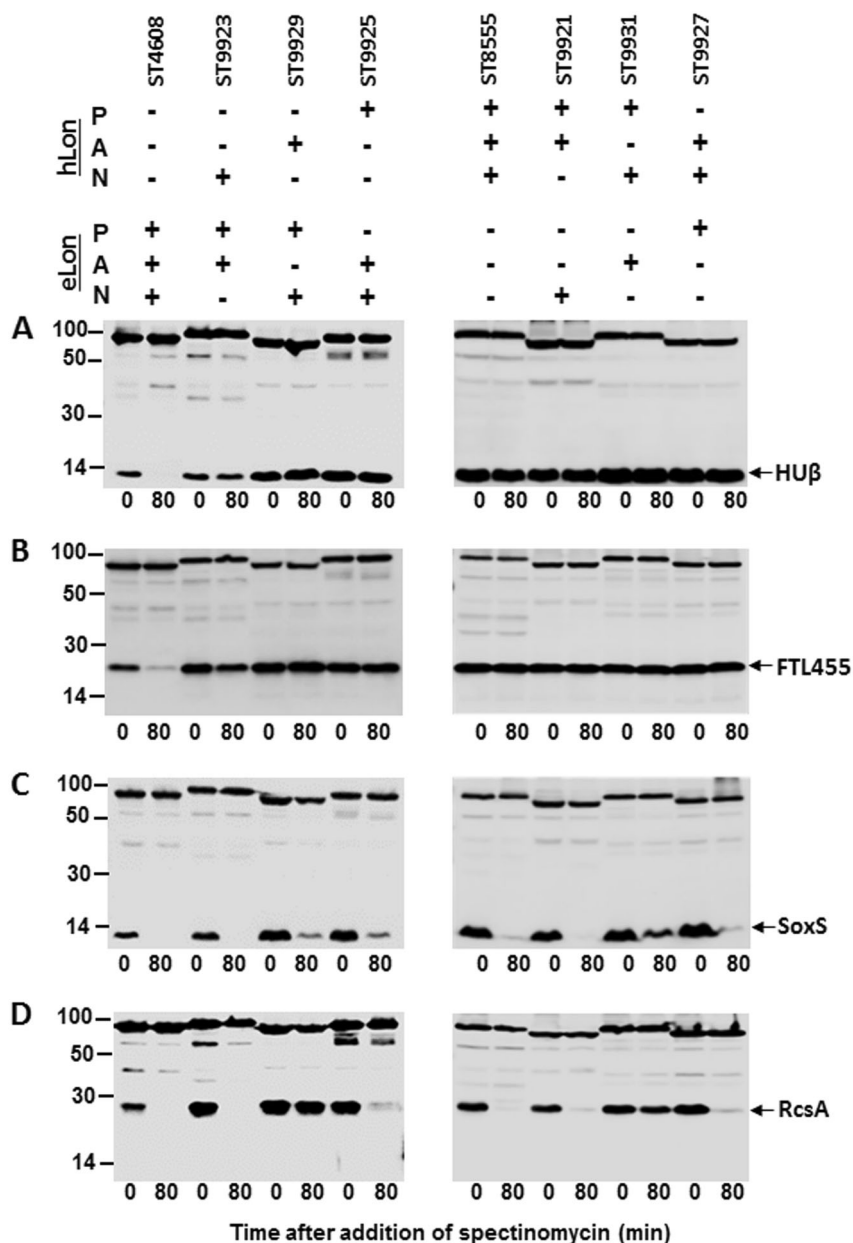 ST4608 ST9923 ST9929 ST9925 ST8555 ST9921 ST9931 ST9927
hLon
P - - - + + + + -
A - - + - + + - +
N - + - - + - + +
eLon
P + + + - - - - +
A + + - + - - + -
N + - + + - + - -
A
100
50
30
14
HUβ
0 80 0 80 0 80 0 80 0 80 0 80 0 80 0 80
B
100
50
30
14
FTL455
0 80 0 80 0 80 0 80 0 80 0 80 0 80 0 80
C
100
50
30
14
SoxS
0 80 0 80 0 80 0 80 0 80 0 80 0 80 0 80
D
100
50
30
14
RcsA
0 80 0 80 0 80 0 80 0 80 0 80 0 80 0 80
Time after addition of spectinomycin (min)